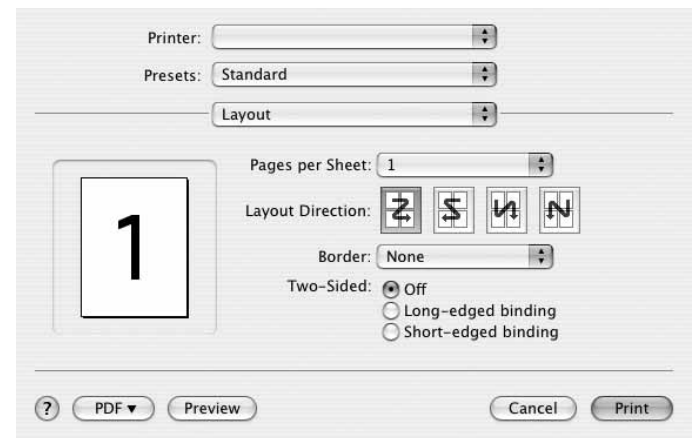 Printer:
Presets: Standard
Layout
Pages per Sheet: 1
Layout Direction:
Border: None
Two-Sided: Off
Long-edged binding
Short-edged binding
1
? PDF▼ Preview Cancel Print